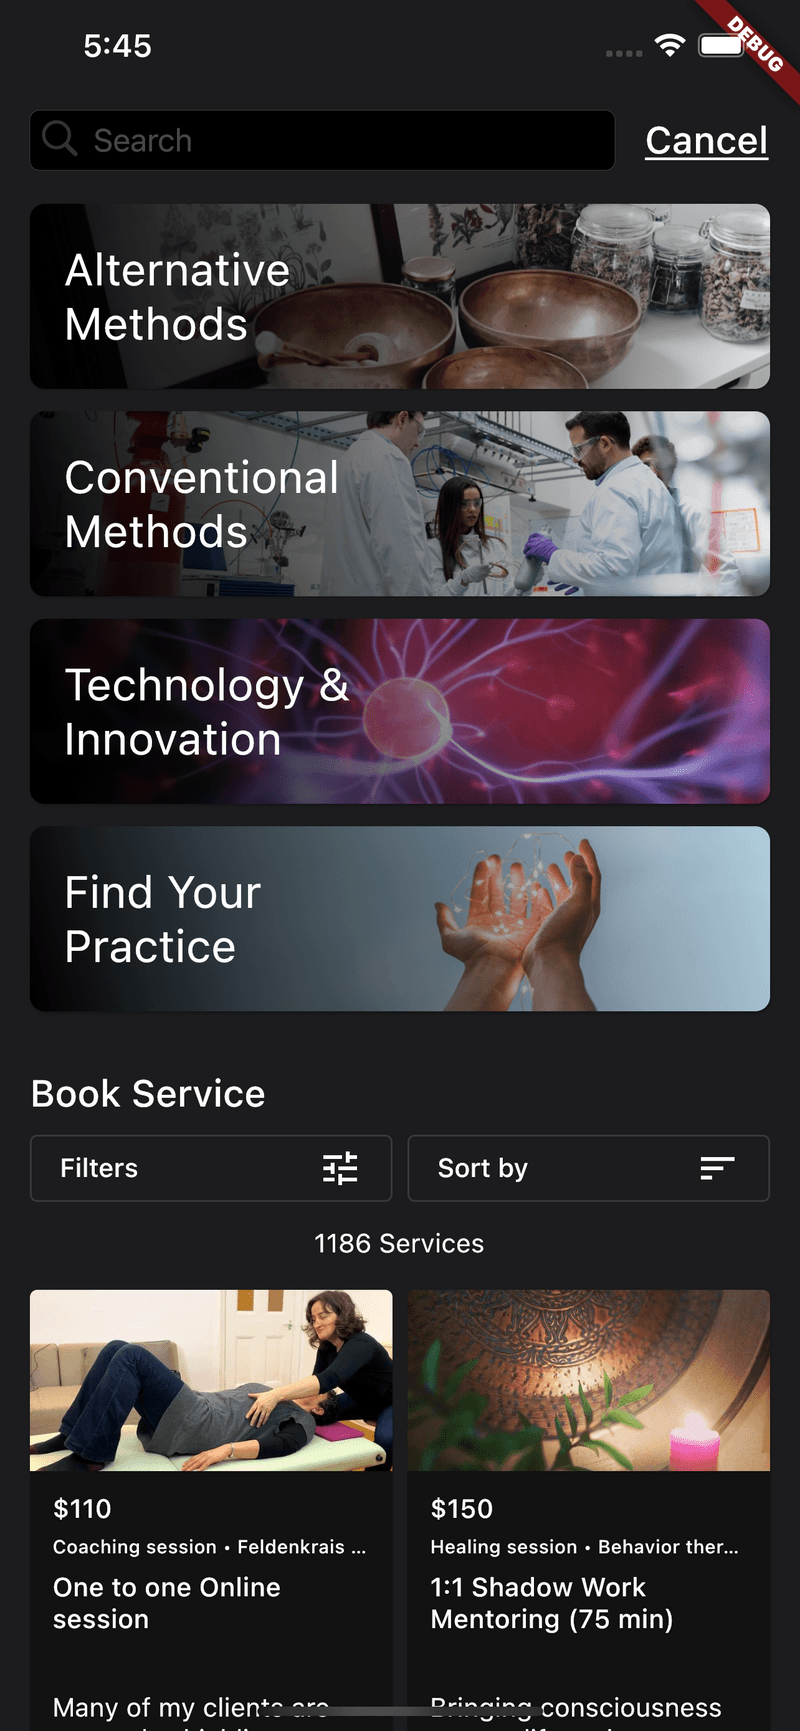 5:45
DEBUG
Search
Cancel
Alternative
Methods
Conventional
Methods
Technology &
Innovation
Find Your
Practice
Book Service
Filters
Sort by
1186 Services
$110
Coaching session • Feldenkrais ...
One to one Online
session
Many of my clients are
$150
Healing session • Behavior ther...
1:1 Shadow Work
Mentoring (75 min)
Bringing consciousness